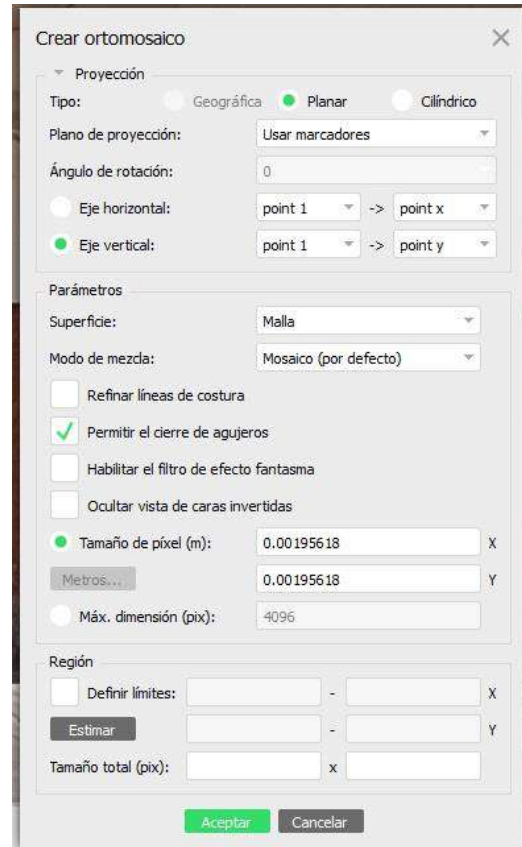 Crear ortomosaico
Proyección
Tipo: Geográfica Planar Cilíndrico
Plano de proyección: Usar marcadores
Ángulo de rotación: 0
Eje horizontal: point 1 -> point x
Eje vertical: point 1 -> point y
Parámetros
Superficie: Malla
Modo de mezcla: Mosaico (por defecto)
Refinar líneas de costura
Permitir el cierre de agujeros
Habilitar el filtro de efecto fantasma
Ocultar vista de caras invertidas
Tamaño de píxel (m): 0.00195618 X
Metros... 0.00195618 Y
Máx. dimensión (pix): 4096
Región
Definir límites: - X
Estimar - Y
Tamaño total (pix): x
Aceptar Cancelar